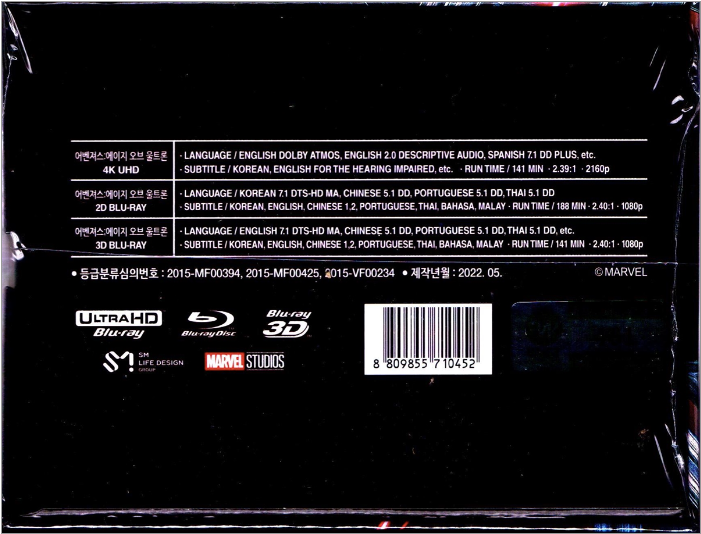 어벤져스:에이지 오브 울트론
4K UHD
· LANGUAGE / ENGLISH DOLBY ATMOS, ENGLISH 2.0 DESCRIPTIVE AUDIO, SPANISH 7.1 DD PLUS, etc.
· SUBTITLE / KOREAN, ENGLISH FOR THE HEARING IMPAIRED, etc. · RUN TIME / 141 MIN · 2.39:1 · 2160p
어벤져스:에이지 오브 울트론
2D BLU-RAY
· LANGUAGE / KOREAN 7.1 DTS-HD MA, CHINESE 5.1 DD, PORTUGUESE 5.1 DD, THAI 5.1 DD
· SUBTITLE / KOREAN, ENGLISH, CHINESE 1,2, PORTUGUESE, THAI, BAHASA, MALAY · RUN TIME / 188 MIN · 2.40:1 · 1080p
어벤져스:에이지 오브 울트론
3D BLU-RAY
· LANGUAGE / ENGLISH 7.1 DTS-HD MA, CHINESE 5.1 DD, PORTUGUESE 5.1 DD, THAI 5.1 DD, etc.
· SUBTITLE / KOREAN, ENGLISH, CHINESE 1,2, PORTUGUESE, THAI, BAHASA, MALAY · RUN TIME / 141 MIN · 2.40:1 · 1080p
● 등급분류심의번호 : 2015-MF00394, 2015-MF00425, 2015-VF00234 ● 제작년월 : 2022. 05. © MARVEL
ULTRA HD
Blu-ray
Blu-ray Disc
Blu-ray
3D
SM
LIFE DESIGN
GROUP
MARVEL STUDIOS
8 809855 710452